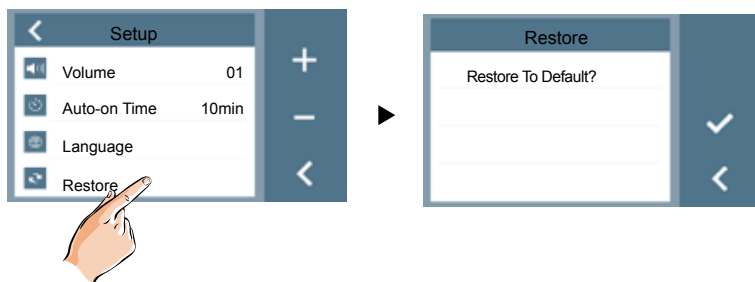 Setup
Volume 01
Auto-on Time 10min
Language
Restore
Restore
Restore To Default?